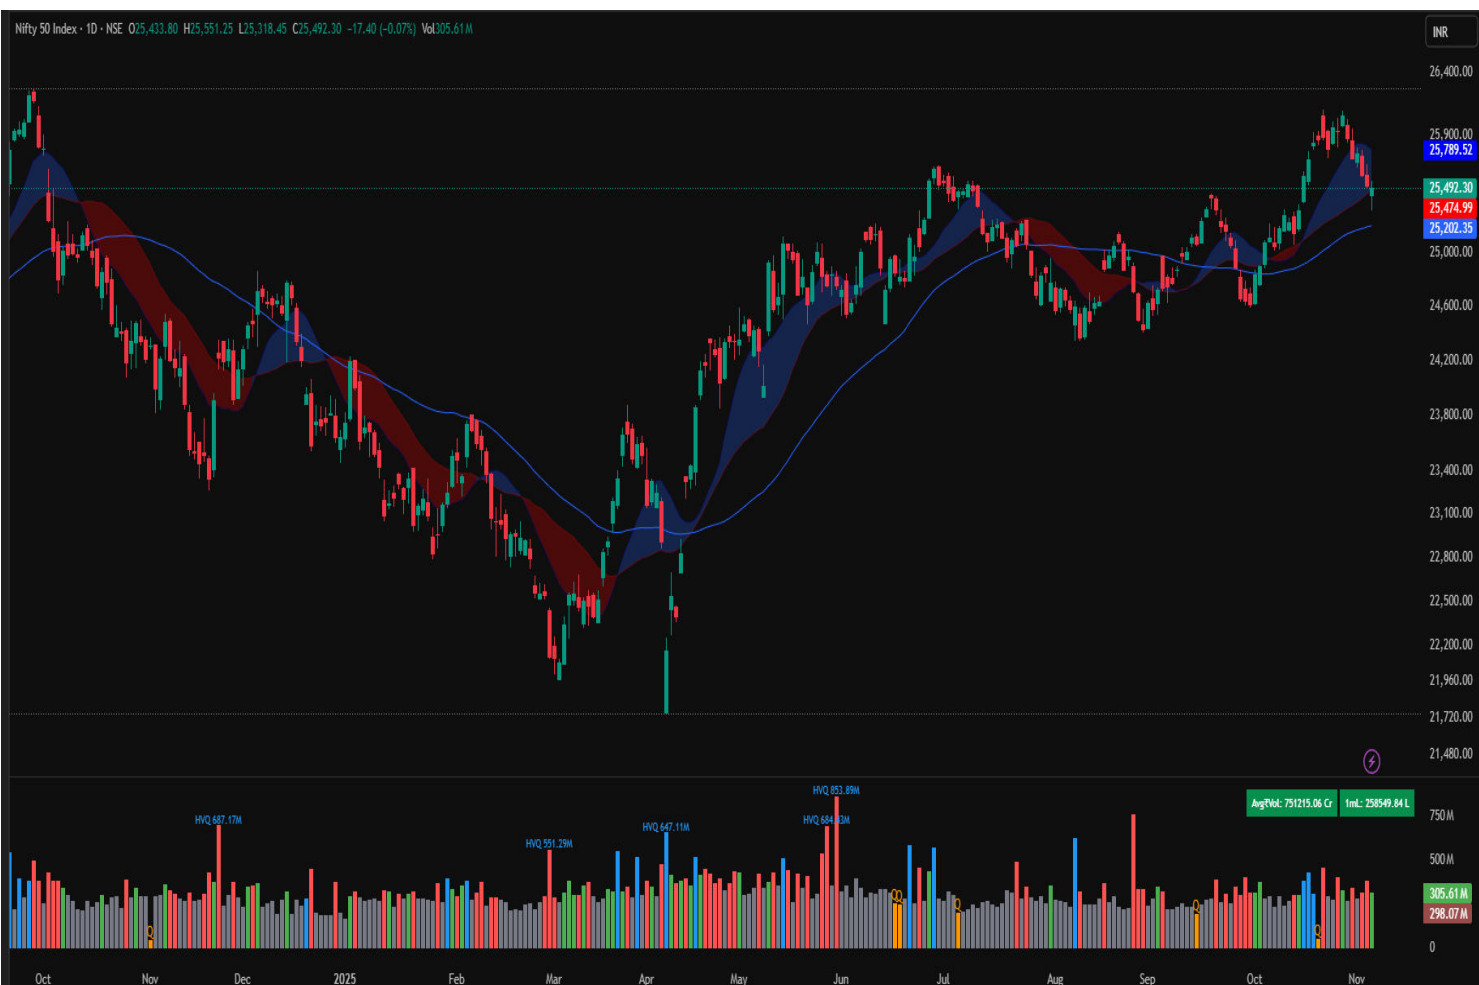 Nifty 50 Index · 1D · NSE O25,433.80 H25,551.25 L25,318.45 C25,492.30 −17.40 (−0.07%) Vol305.61 M
INR
26,400.00
25,900.00
25,789.52
25,492.30
25,474.99
25,202.35
25,000.00
24,600.00
24,200.00
23,800.00
23,400.00
23,100.00
22,800.00
22,500.00
22,200.00
21,960.00
21,720.00
21,480.00
HVQ 687.17M
HVQ 551.29M
HVQ 647.11M
HVQ 853.89M
Avg₹Vol: 751215.06 Cr
1mL: 258549.84 L
750 M
500 M
305.61 M
298.07 M
0
Q
Q
Q
Q
Q
Q
Oct Nov Dec 2025 Feb Mar Apr May Jun Jul Aug Sep Oct Nov